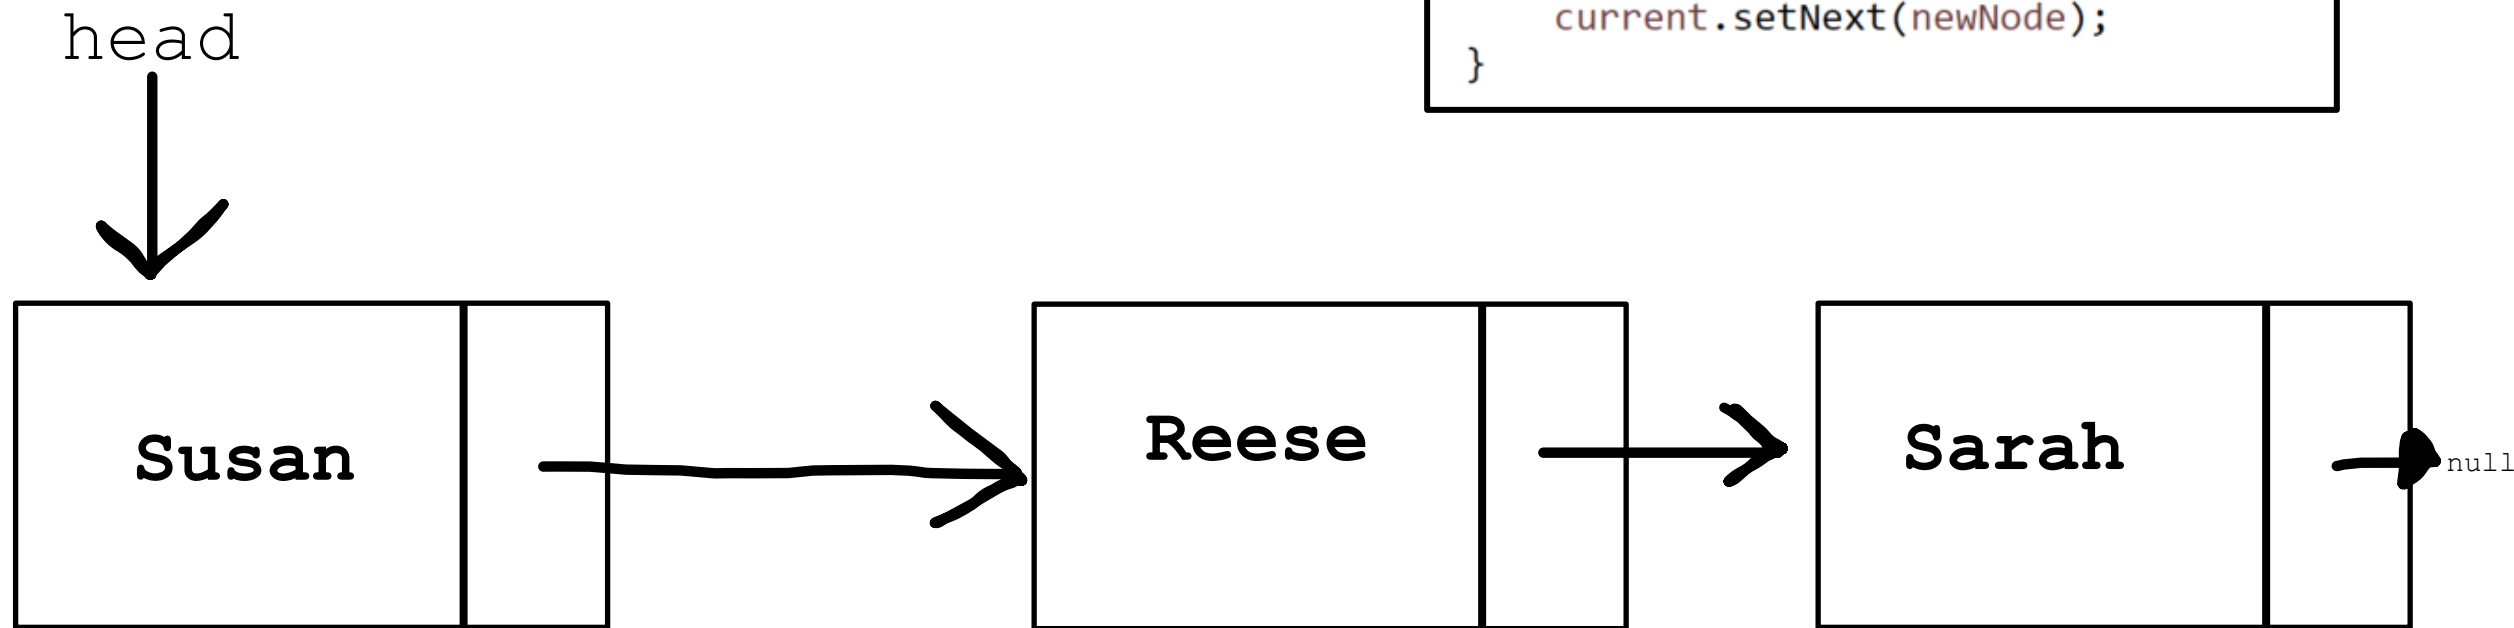 head
current.setNext(newNode);
}
Susan
Reese
Sarah
null